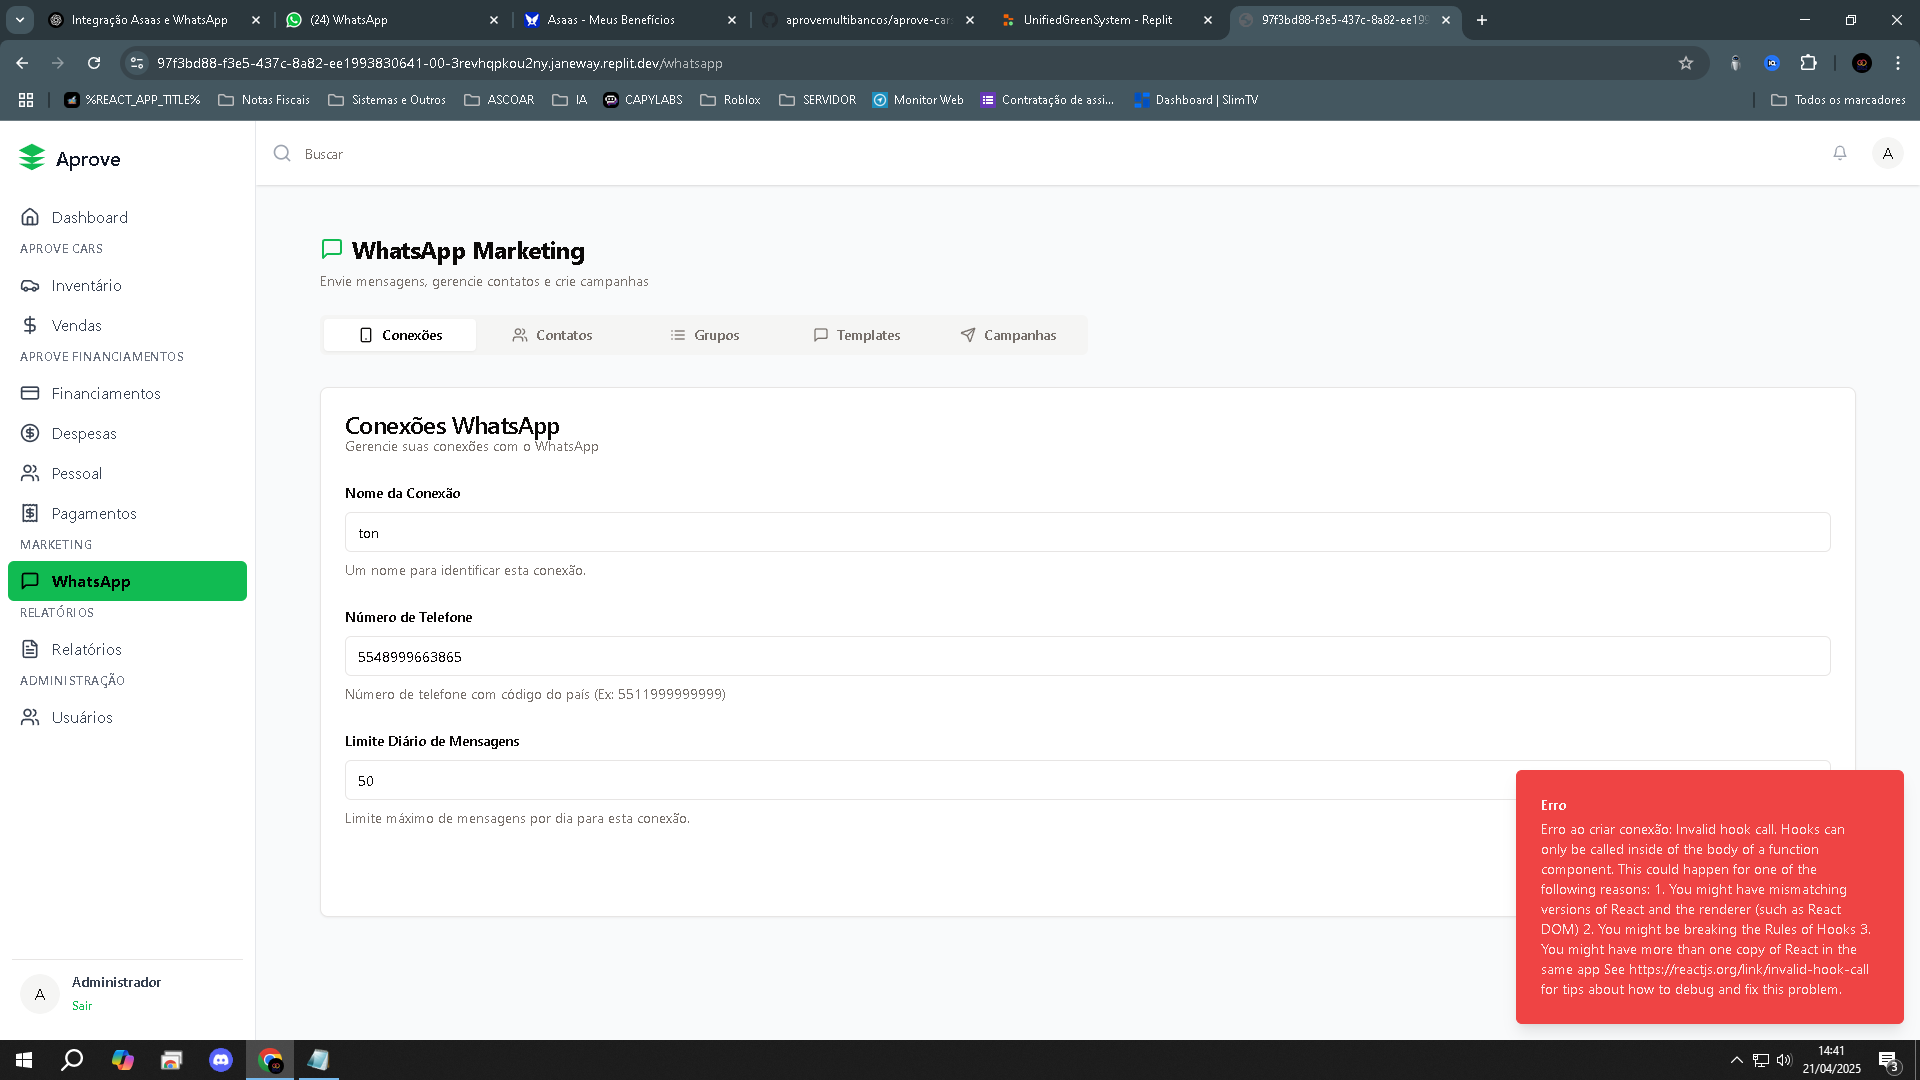 Integração Asaas e WhatsApp
(24) WhatsApp
Asaas - Meus Benefícios
aprovemultibancos/aprove-car
UnifiedGreenSystem - Replit
97f3bd88-f3e5-437c-8a82-ee199
97f3bd88-f3e5-437c-8a82-ee1993830641-00-3revhqpkou2ny.janeway.replit.dev/whatsapp
%REACT_APP_TITLE%
Notas Fiscais
Sistemas e Outros
ASCOAR
IA
CAPYLABS
Roblox
SERVIDOR
Monitor Web
Contratação de assi...
Dashboard | SlimTV
Todos os marcadores
Aprove
Buscar
A
Dashboard
APROVE CARS
Inventário
Vendas
APROVE FINANCIAMENTOS
Financiamentos
Despesas
Pessoal
Pagamentos
MARKETING
WhatsApp
RELATÓRIOS
Relatórios
ADMINISTRAÇÃO
Usuários
A
Administrador
Sair
WhatsApp Marketing
Envie mensagens, gerencie contatos e crie campanhas
Conexões
Contatos
Grupos
Templates
Campanhas
Conexões WhatsApp
Gerencie suas conexões com o WhatsApp
Nome da Conexão
ton
Um nome para identificar esta conexão.
Número de Telefone
5548999663865
Número de telefone com código do país (Ex: 5511999999999)
Limite Diário de Mensagens
50
Limite máximo de mensagens por dia para esta conexão.
Erro
Erro ao criar conexão: Invalid hook call. Hooks can
only be called inside of the body of a function
component. This could happen for one of the
following reasons: 1. You might have mismatching
versions of React and the renderer (such as React
DOM) 2. You might be breaking the Rules of Hooks 3.
You might have more than one copy of React in the
same app See https://reactjs.org/link/invalid-hook-call
for tips about how to debug and fix this problem.
14:41
21/04/2025
3